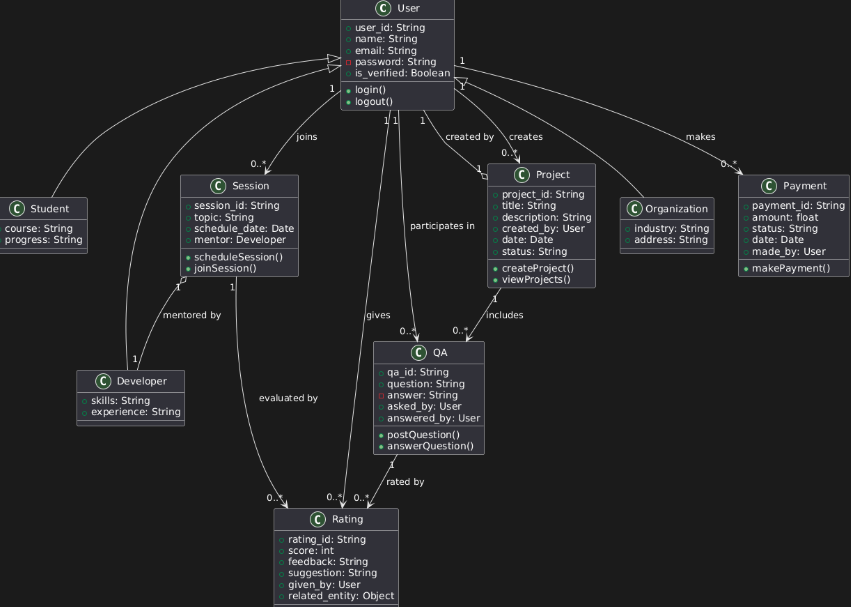 C User
user_id: String
name: String
email: String
password: String
is_verified: Boolean
login()
logout()
1
1
1
1
1
1
1
joins
created by
creates
makes
0..*
0..*
0..*
1
C Student
course: String
progress: String
C Session
session_id: String
topic: String
schedule_date: Date
mentor: Developer
scheduleSession()
joinSession()
C Project
project_id: String
title: String
description: String
created_by: User
date: Date
status: String
createProject()
viewProjects()
C Organization
industry: String
address: String
C Payment
payment_id: String
amount: float
status: String
date: Date
made_by: User
makePayment()
participates in
1
1
1
mentored by
gives
includes
0..*
0..*
1
C Developer
skills: String
experience: String
C QA
qa_id: String
question: String
answer: String
asked_by: User
answered_by: User
postQuestion()
answerQuestion()
evaluated by
1
rated by
0..*
0..*
0..*
C Rating
rating_id: String
score: int
feedback: String
suggestion: String
given_by: User
related_entity: Object